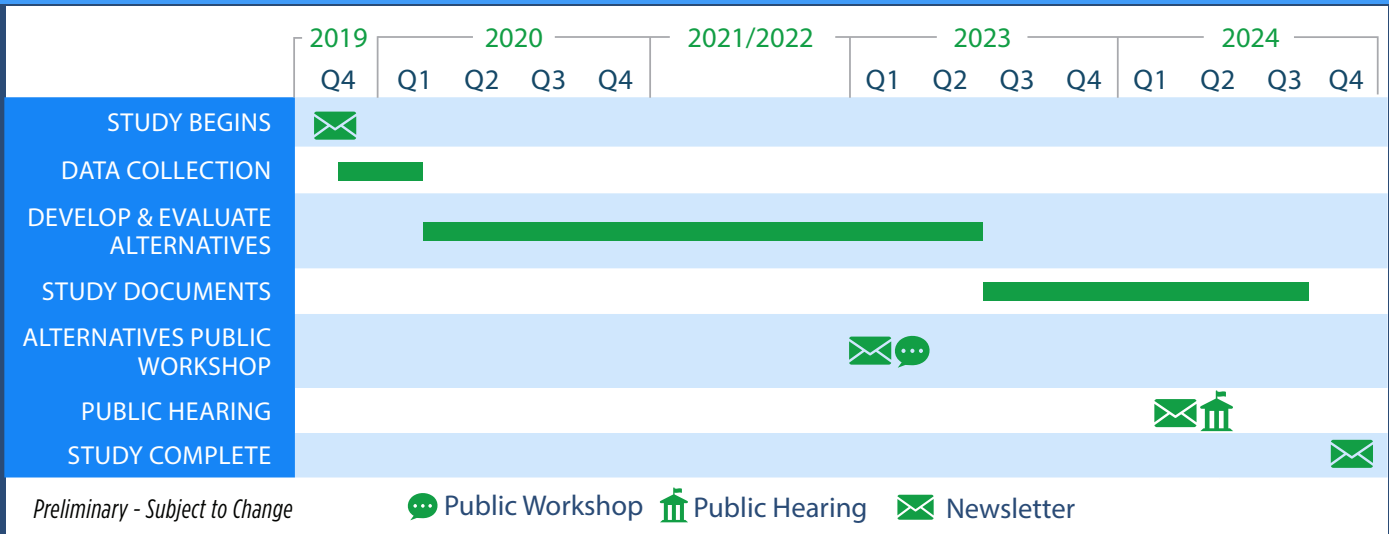 2019 2020 2021/2022 2023 2024
Q4 Q1 Q2 Q3 Q4 Q1 Q2 Q3 Q4 Q1 Q2 Q3 Q4
STUDY BEGINS
DATA COLLECTION
DEVELOP & EVALUATE
ALTERNATIVES
STUDY DOCUMENTS
ALTERNATIVES PUBLIC
WORKSHOP
PUBLIC HEARING
STUDY COMPLETE
Preliminary - Subject to Change Public Workshop Public Hearing Newsletter